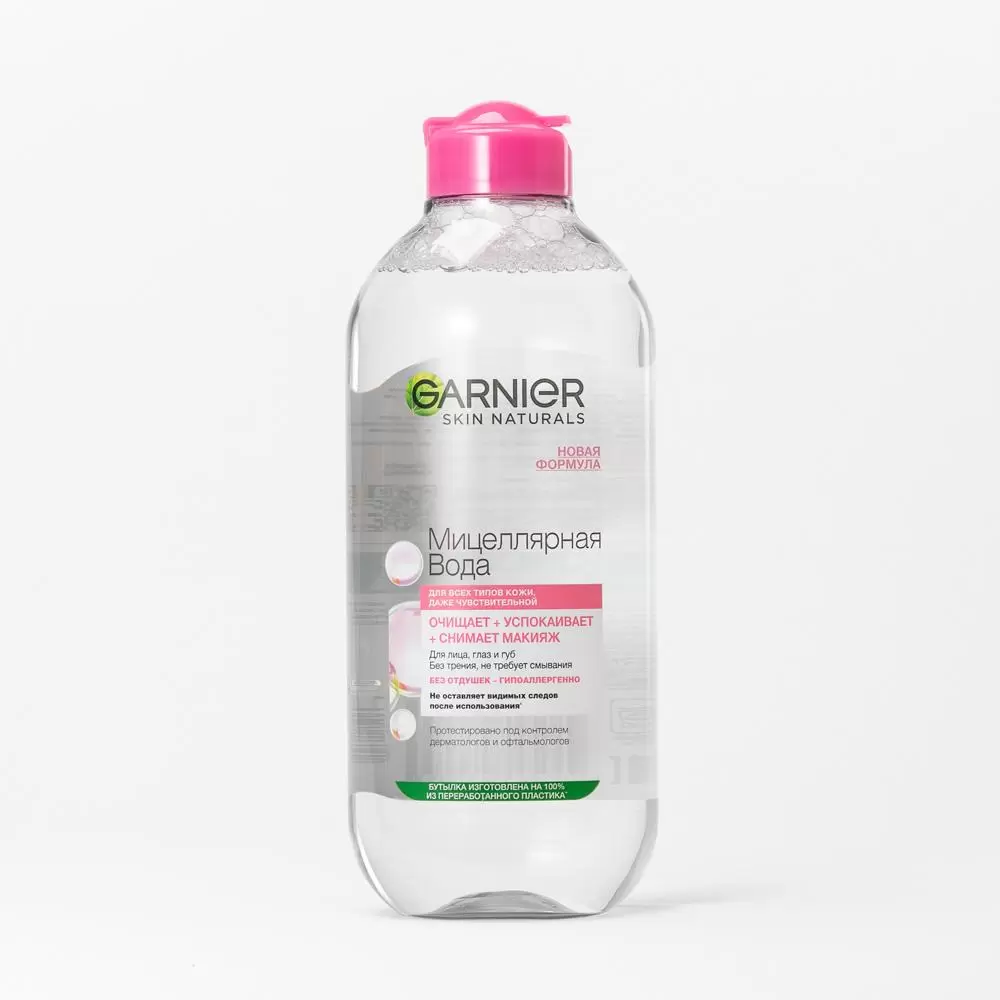 GARNIER
SKIN NATURALS
НОВАЯ
ФОРМУЛА
Мицеллярная
Вода
ДЛЯ ВСЕХ ТИПОВ КОЖИ,
ДАЖЕ ЧУВСТВИТЕЛЬНОЙ
ОЧИЩАЕТ + УСПОКАИВАЕТ
+ СНИМАЕТ МАКИЯЖ
Для лица, глаз и губ
Без трения, не требует смывания
БЕЗ ОТДУШЕК - ГИПОАЛЛЕРГЕННО
Не оставляет видимых следов
после использования*
Протестировано под контролем
дерматологов и офтальмологов
БУТЫЛКА ИЗГОТОВЛЕНА НА 100%
ИЗ ПЕРЕРАБОТАННОГО ПЛАСТИКА**